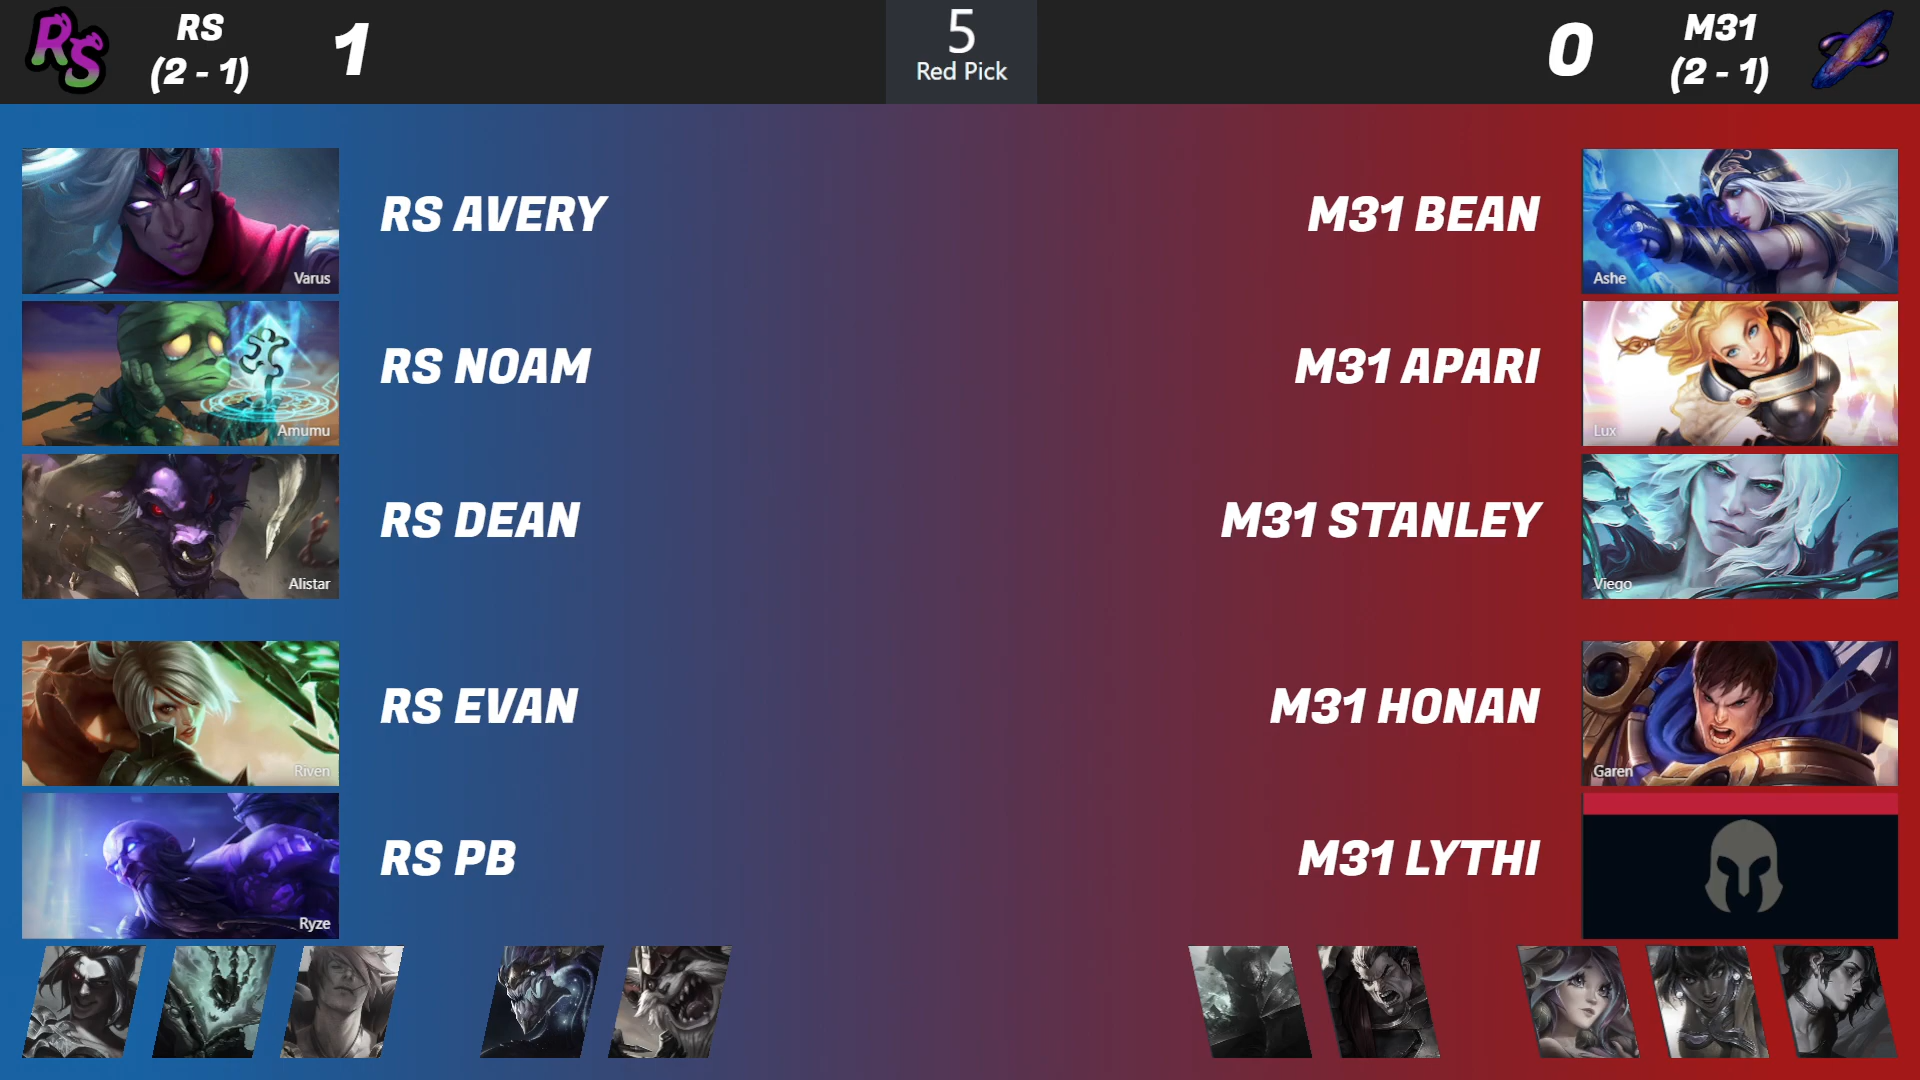 RS
RS
(2 - 1)
1
5
Red Pick
0
M31
(2 - 1)
Varus
RS AVERY
M31 BEAN
Ashe
Amumu
RS NOAM
M31 APARI
Lux
Alistar
RS DEAN
M31 STANLEY
Viego
Riven
RS EVAN
M31 HONAN
Garen
Ryze
RS PB
M31 LYTHI